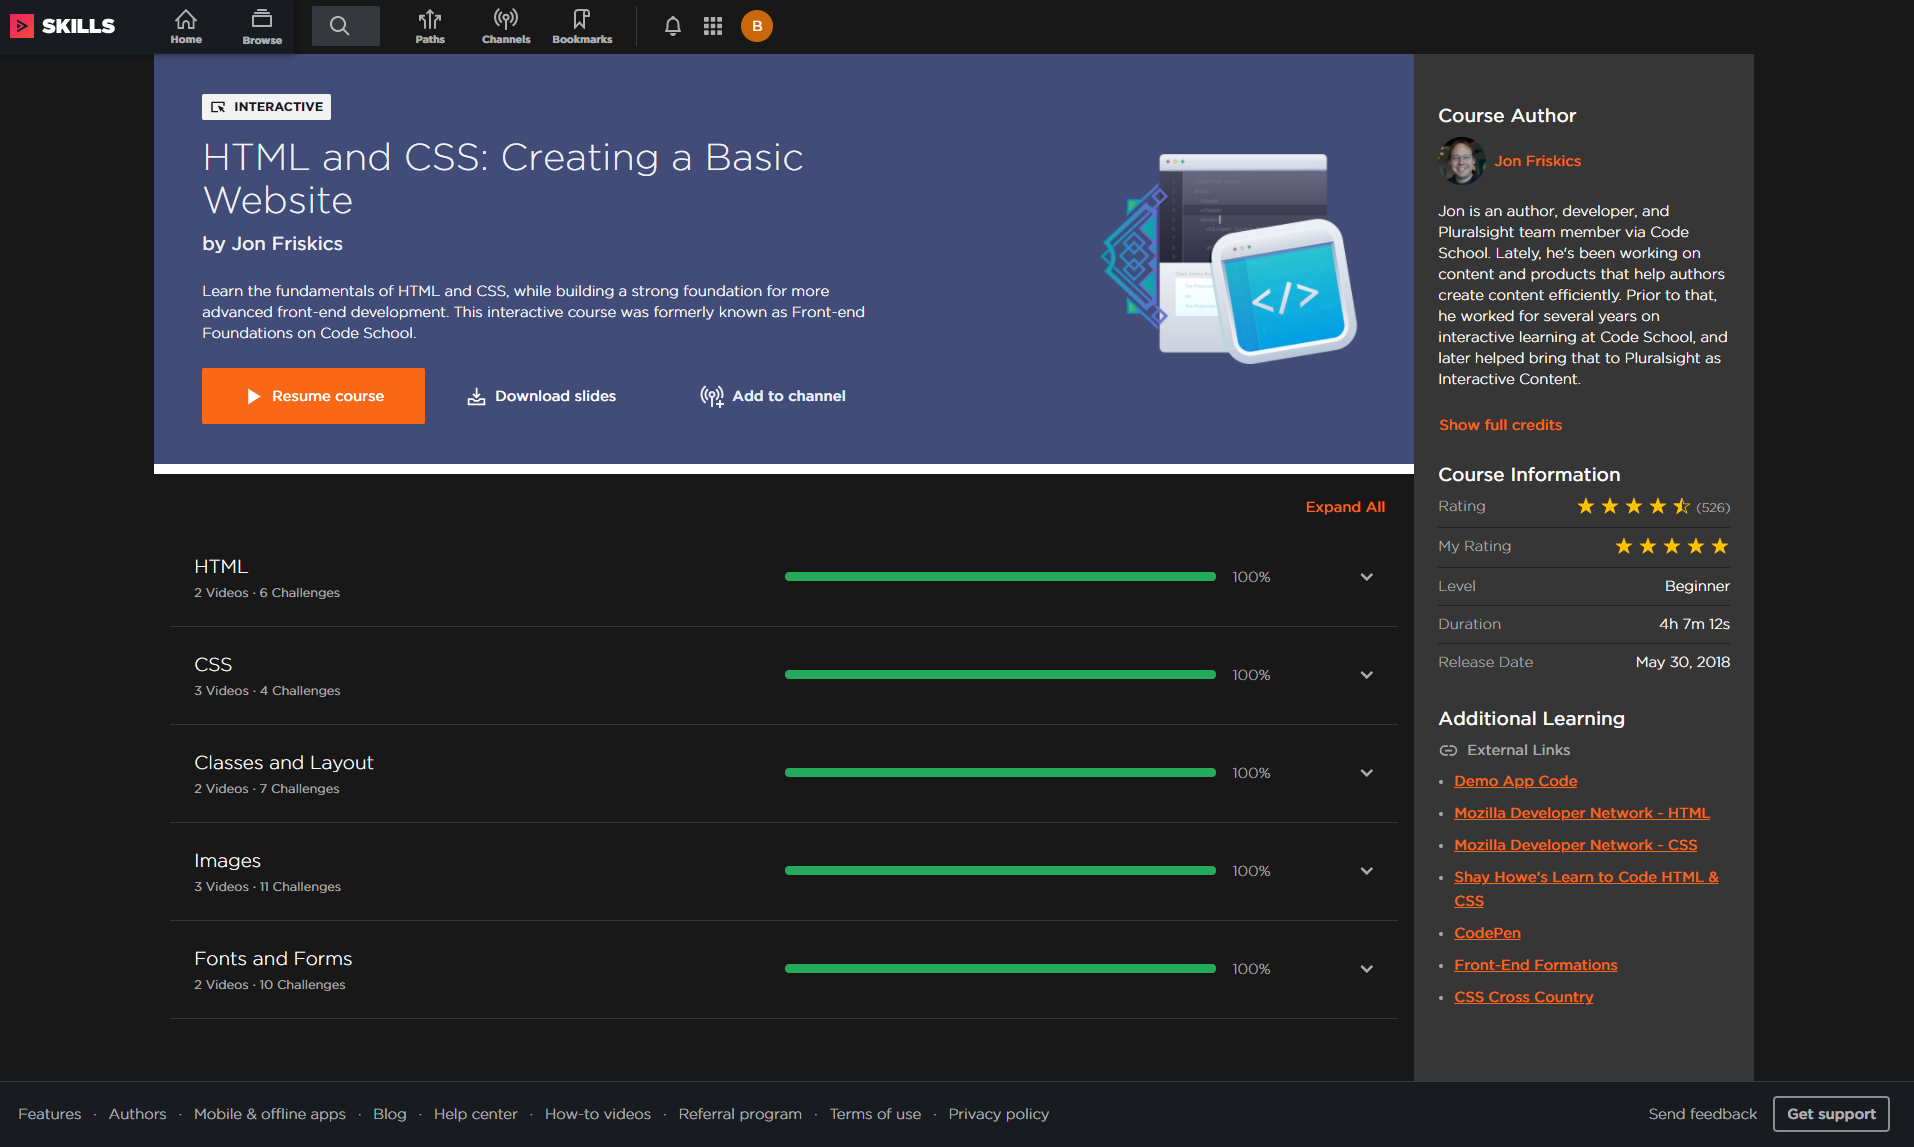 SKILLS
Home
Browse
Paths
Channels
Bookmarks
B
INTERACTIVE
HTML and CSS: Creating a Basic
Website
by Jon Friskics
Learn the fundamentals of HTML and CSS, while building a strong foundation for more
advanced front-end development. This interactive course was formerly known as Front-end
Foundations on Code School.
Resume course
Download slides
Add to channel
</>
Expand All
HTML
2 Videos · 6 Challenges
100%
CSS
3 Videos · 4 Challenges
100%
Classes and Layout
2 Videos · 7 Challenges
100%
Images
3 Videos · 11 Challenges
100%
Fonts and Forms
2 Videos · 10 Challenges
100%
Course Author
Jon Friskics
Jon is an author, developer, and
Pluralsight team member via Code
School. Lately, he's been working on
content and products that help authors
create content efficiently. Prior to that,
he worked for several years on
interactive learning at Code School, and
later helped bring that to Pluralsight as
Interactive Content.
Show full credits
Course Information
Rating (526)
My Rating
Level Beginner
Duration 4h 7m 12s
Release Date May 30, 2018
Additional Learning
External Links
Demo App Code
Mozilla Developer Network - HTML
Mozilla Developer Network - CSS
Shay Howe's Learn to Code HTML &
CSS
CodePen
Front-End Formations
CSS Cross Country
Features · Authors · Mobile & offline apps · Blog · Help center · How-to videos · Referral program · Terms of use · Privacy policy
Send feedback
Get support